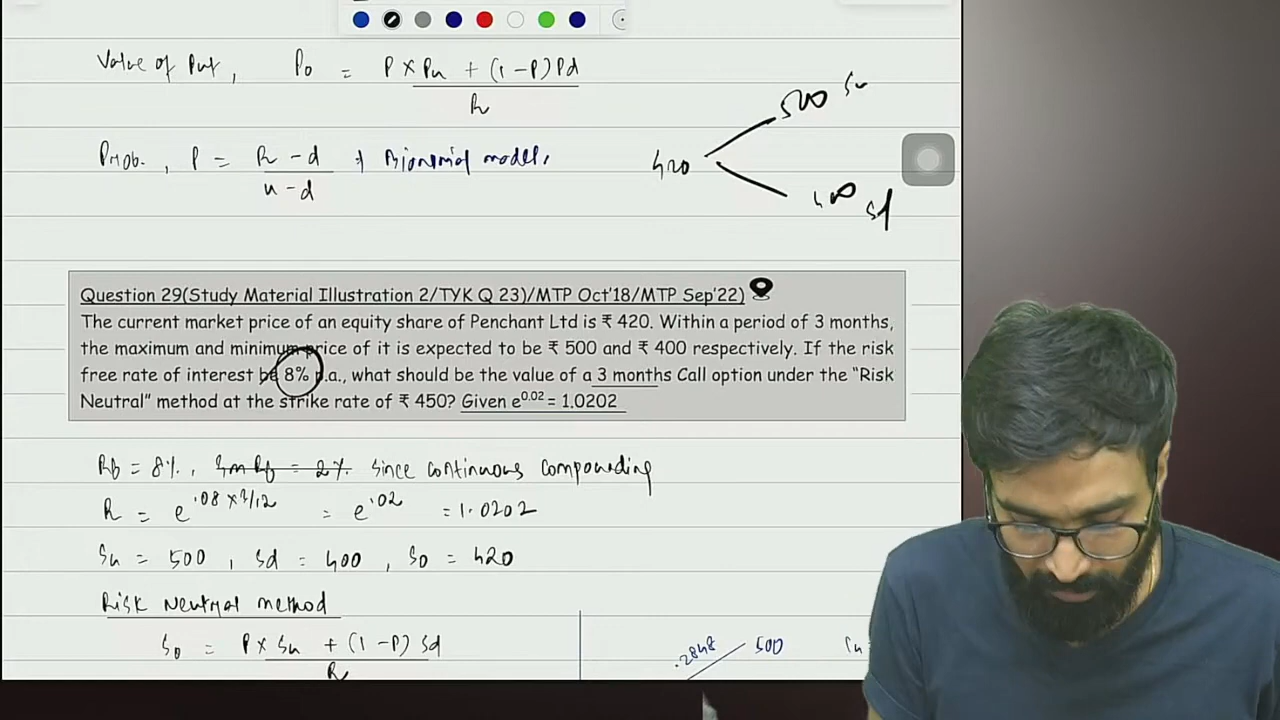 Value of Put, P0 = P × Pu + (1-P) Pd
R
Prob., P = R - d
u - d
Binomial model.
500 Su
420
400 Sd
Question 29(Study Material Illustration 2/TYK Q 23)/MTP Oct'18/MTP Sep'22)
The current market price of an equity share of Penchant Ltd is ₹ 420. Within a period of 3 months,
the maximum and minimum price of it is expected to be ₹ 500 and ₹ 400 respectively. If the risk
free rate of interest be 8% p.a., what should be the value of a 3 months Call option under the "Risk
Neutral" method at the strike rate of ₹ 450? Given e^0.02 = 1.0202
Rf = 8%, 3m Rf = 2%. since continuous compounding
R = e^.08 × 3/12 = e^.02 = 1.0202
Su = 500, Sd = 400, S0 = 420
Risk Neutral method
S0 = P × Su + (1-P) Sd
R
.2848
500